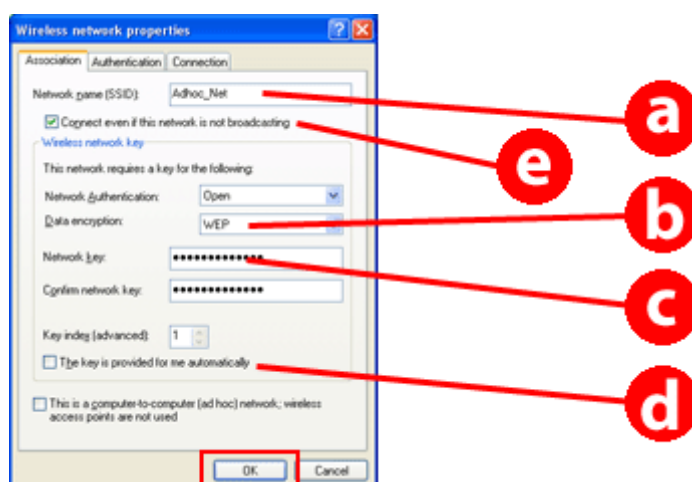 Wireless network properties
Association Authentication Connection
Network name (SSID): Adhoc_Net
a
Connect even if this network is not broadcasting
e
Wireless network key
This network requires a key for the following:
Network Authentication: Open
Data encryption: WEP
b
Network key: •••••••••••••
c
Confirm network key: •••••••••••••
Key index (advanced): 1
The key is provided for me automatically
d
This is a computer-to-computer (ad hoc) network; wireless
access points are not used
OK Cancel